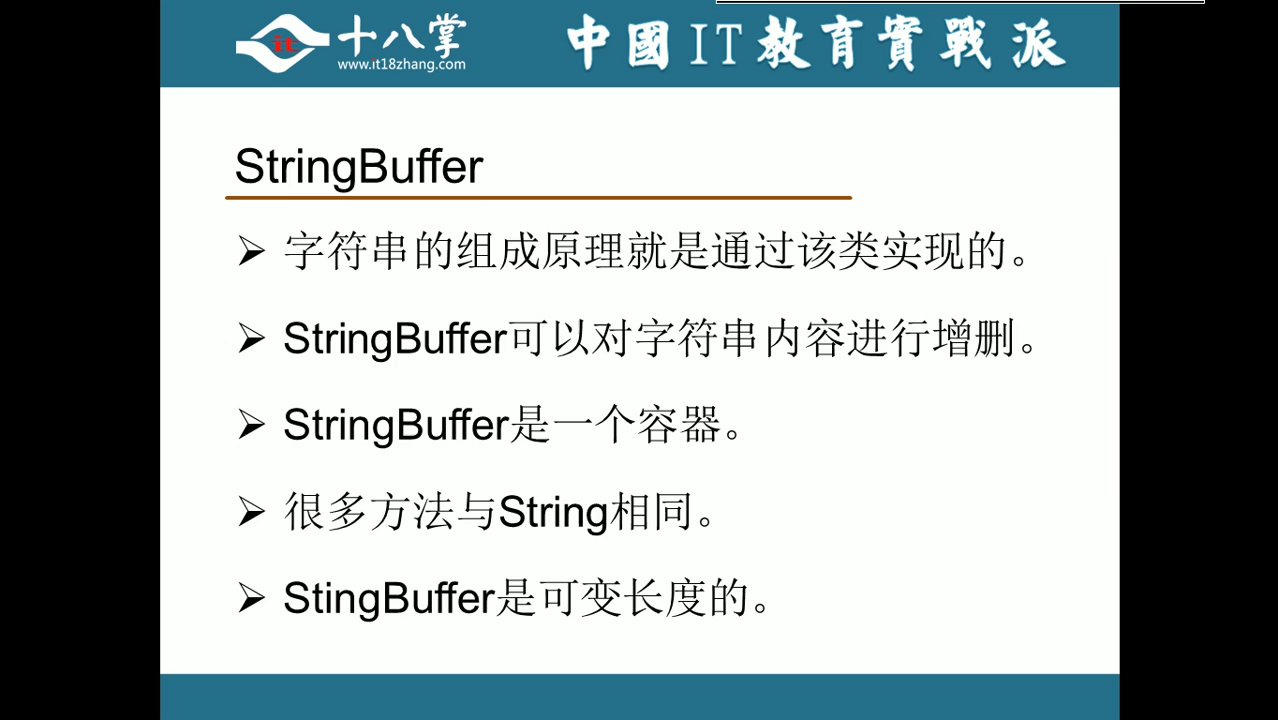 it
十八掌
www.it18zhang.com
中國IT教育實戰派
StringBuffer
字符串的组成原理就是通过该类实现的。
StringBuffer可以对字符串内容进行增删。
StringBuffer是一个容器。
很多方法与String相同。
StingBuffer是可变长度的。